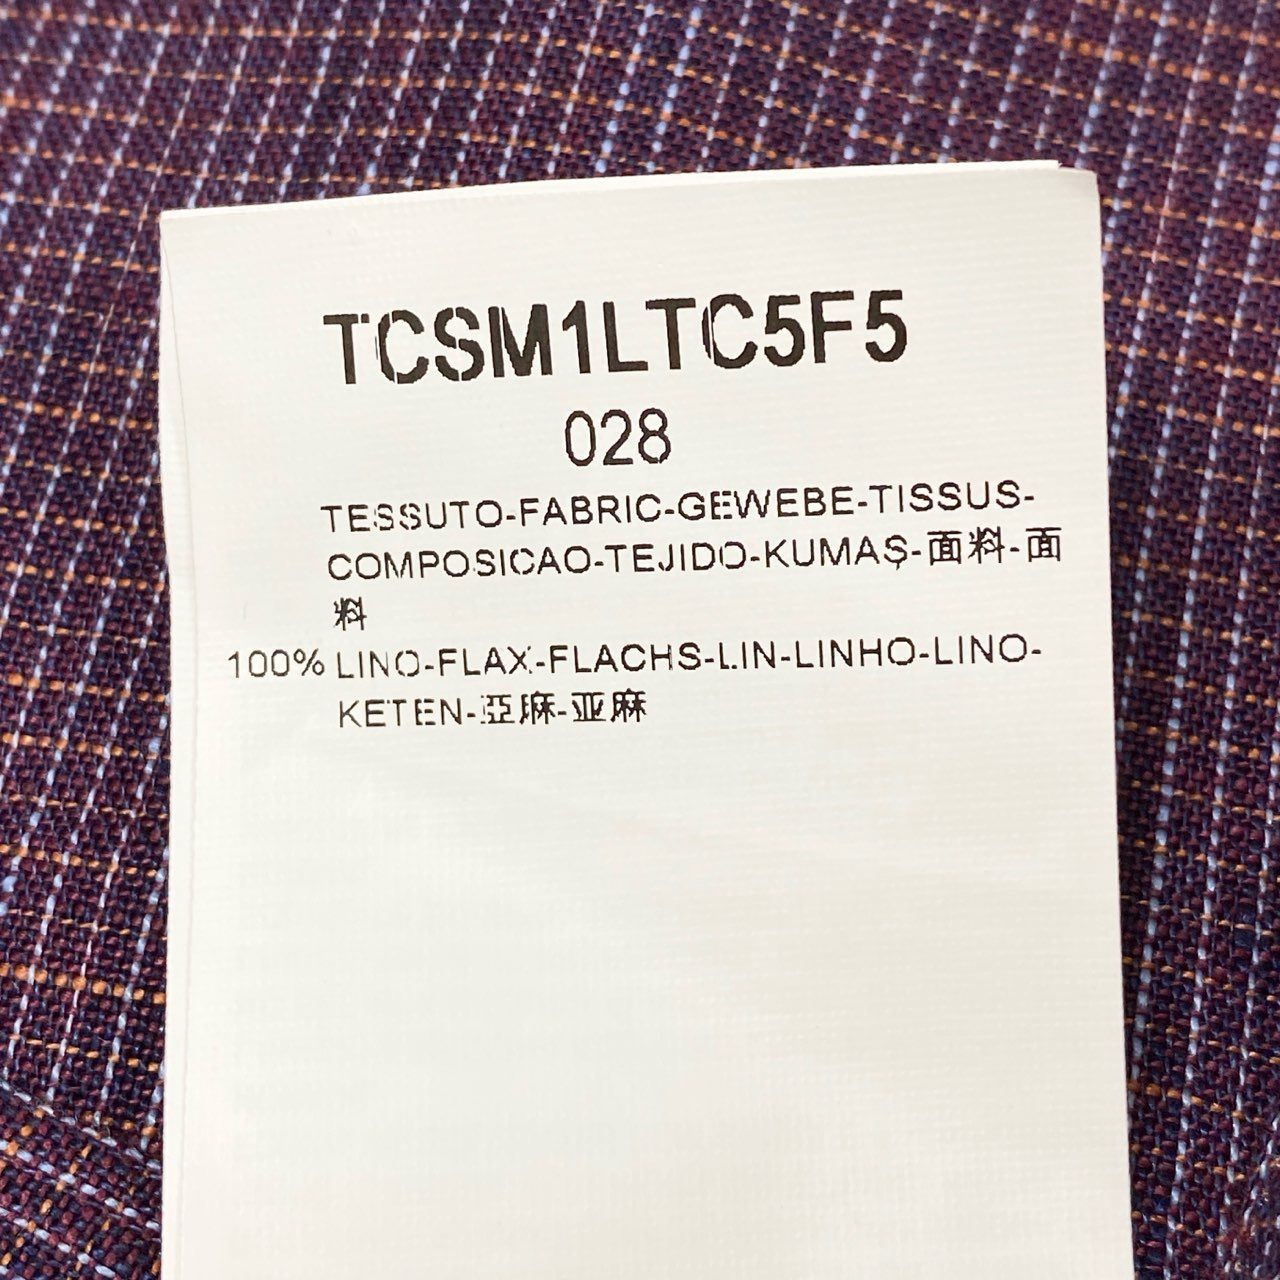 TCSM1LTC5F5
028
TESSUTO-FABRIC-GEWEBE-TISSUS-
COMPOSICAO-TEJIDO-KUMAŞ-面料-面
料
100% LINO-FLAX-FLACHS-LIN-LINHO-LINO-
KETEN-亞麻-亚麻